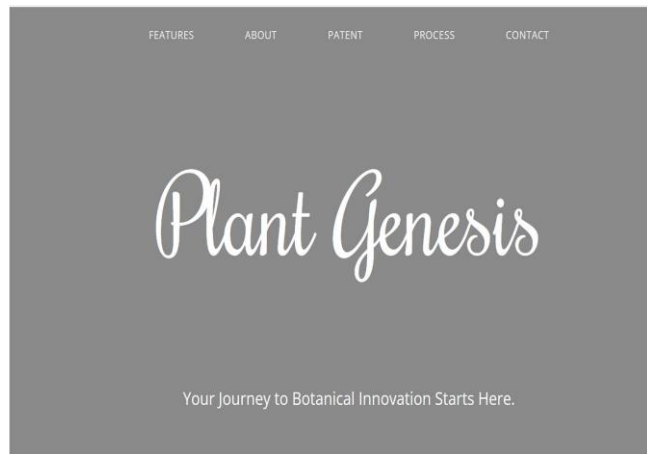 FEATURES ABOUT PATENT PROCESS CONTACT
Plant Genesis
Your Journey to Botanical Innovation Starts Here.